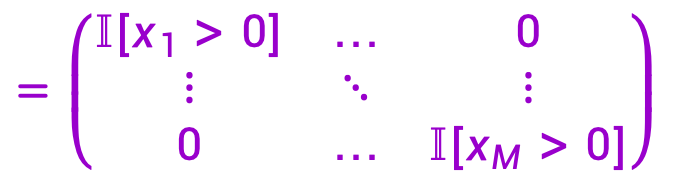 = ( 𝕀[x₁ > 0] … 0
⋮ ⋱ ⋮
0 … 𝕀[x_M > 0] )